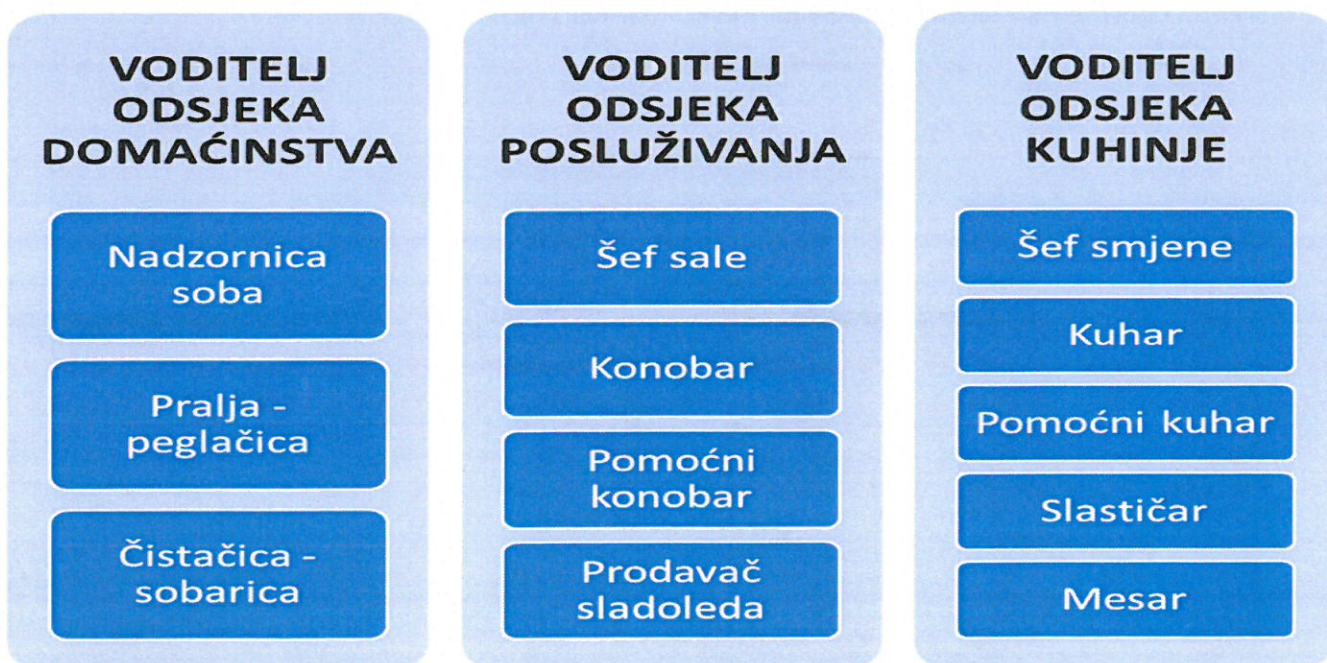 VODITELJ
ODSJEKA
DOMAĆINSTVA
Nadzornica
soba
Pralja -
peglačica
Čistačica -
sobarica
VODITELJ
ODSJEKA
POSLUŽIVANJA
Šef sale
Konobar
Pomoćni
konobar
Prodavač
sladoleda
VODITELJ
ODSJEKA
KUHINJE
Šef smjene
Kuhar
Pomoćni kuhar
Slastičar
Mesar